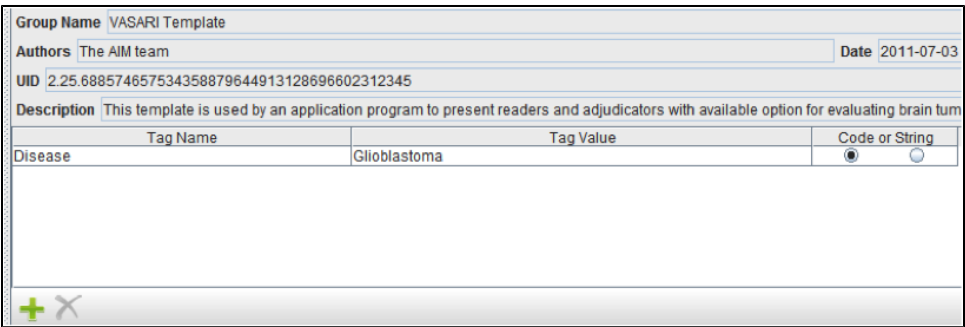 Group Name VASARI Template
Authors The AIM team Date 2011-07-03
UID 2.25.68857465753435887964491312869660231234​5
Description This template is used by an application program to present readers and adjudicators with available option for evaluating brain tum
Tag Name Tag Value Code or String
Disease Glioblastoma